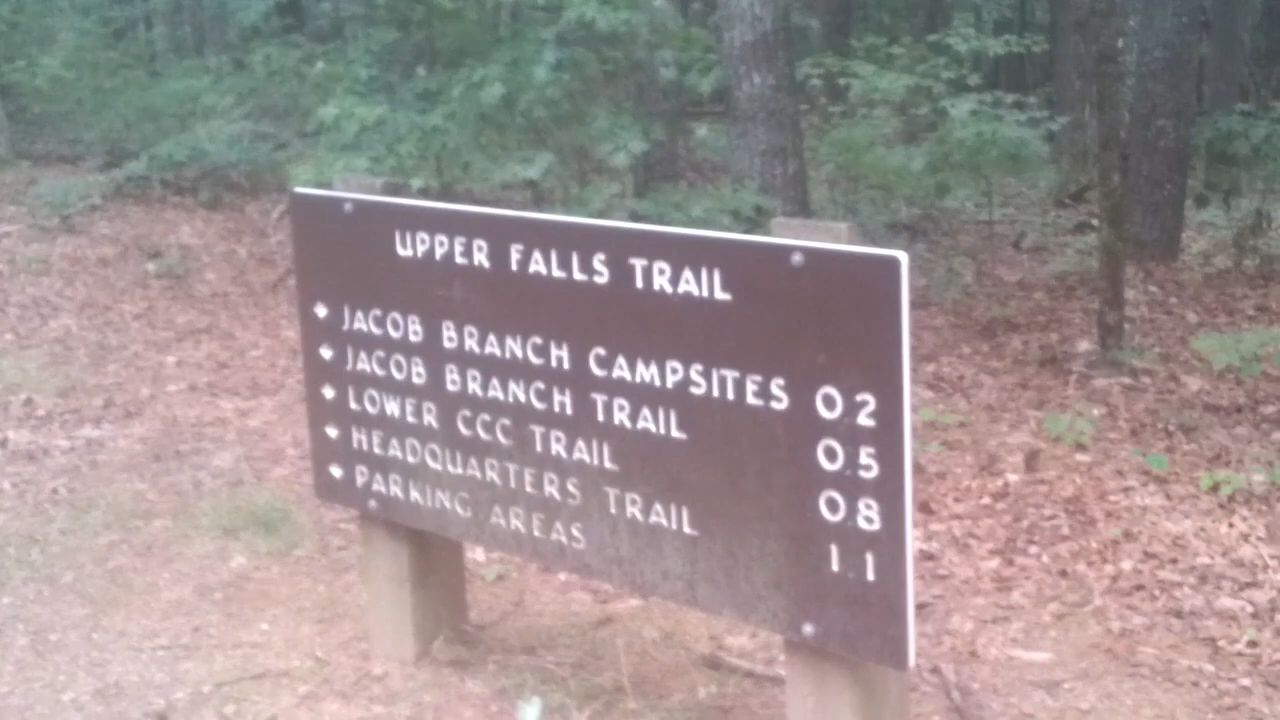 UPPER FALLS TRAIL
JACOB BRANCH CAMPSITES 0.2
JACOB BRANCH TRAIL 0.5
LOWER CCC TRAIL 0.8
HEADQUARTERS TRAIL 1.1
PARKING AREAS